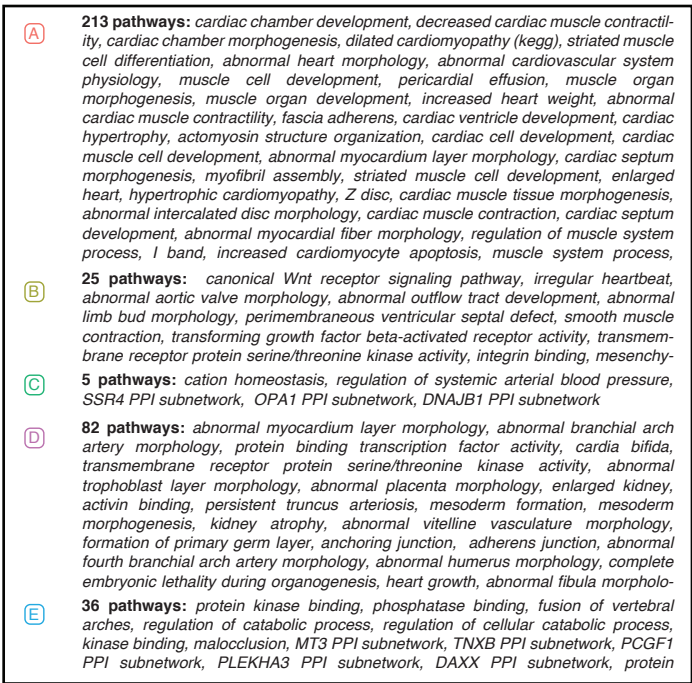 A
213 pathways: cardiac chamber development, decreased cardiac muscle contractil-
ity, cardiac chamber morphogenesis, dilated cardiomyopathy (kegg), striated muscle
cell differentiation, abnormal heart morphology, abnormal cardiovascular system
physiology, muscle cell development, pericardial effusion, muscle organ
morphogenesis, muscle organ development, increased heart weight, abnormal
cardiac muscle contractility, fascia adherens, cardiac ventricle development, cardiac
hypertrophy, actomyosin structure organization, cardiac cell development, cardiac
muscle cell development, abnormal myocardium layer morphology, cardiac septum
morphogenesis, myofibril assembly, striated muscle cell development, enlarged
heart, hypertrophic cardiomyopathy, Z disc, cardiac muscle tissue morphogenesis,
abnormal intercalated disc morphology, cardiac muscle contraction, cardiac septum
development, abnormal myocardial fiber morphology, regulation of muscle system
process, I band, increased cardiomyocyte apoptosis, muscle system process,
B
25 pathways: canonical Wnt receptor signaling pathway, irregular heartbeat,
abnormal aortic valve morphology, abnormal outflow tract development, abnormal
limb bud morphology, perimembraneous ventricular septal defect, smooth muscle
contraction, transforming growth factor beta-activated receptor activity, transmem-
brane receptor protein serine/threonine kinase activity, integrin binding, mesenchy-
C
5 pathways: cation homeostasis, regulation of systemic arterial blood pressure,
SSR4 PPI subnetwork, OPA1 PPI subnetwork, DNAJB1 PPI subnetwork
D
82 pathways: abnormal myocardium layer morphology, abnormal branchial arch
artery morphology, protein binding transcription factor activity, cardia bifida,
transmembrane receptor protein serine/threonine kinase activity, abnormal
trophoblast layer morphology, abnormal placenta morphology, enlarged kidney,
activin binding, persistent truncus arteriosis, mesoderm formation, mesoderm
morphogenesis, kidney atrophy, abnormal vitelline vasculature morphology,
formation of primary germ layer, anchoring junction, adherens junction, abnormal
fourth branchial arch artery morphology, abnormal humerus morphology, complete
embryonic lethality during organogenesis, heart growth, abnormal fibula morpholo-
E
36 pathways: protein kinase binding, phosphatase binding, fusion of vertebral
arches, regulation of catabolic process, regulation of cellular catabolic process,
kinase binding, malocclusion, MT3 PPI subnetwork, TNXB PPI subnetwork, PCGF1
PPI subnetwork, PLEKHA3 PPI subnetwork, DAXX PPI subnetwork, protein